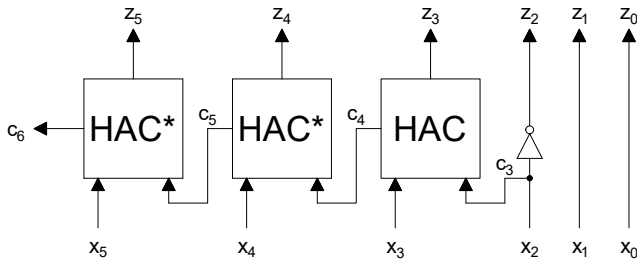 z5 z4 z3 z2 z1 z0
c6 HAC* c5 HAC* c4 HAC
c3
x5 x4 x3 x2 x1 x0